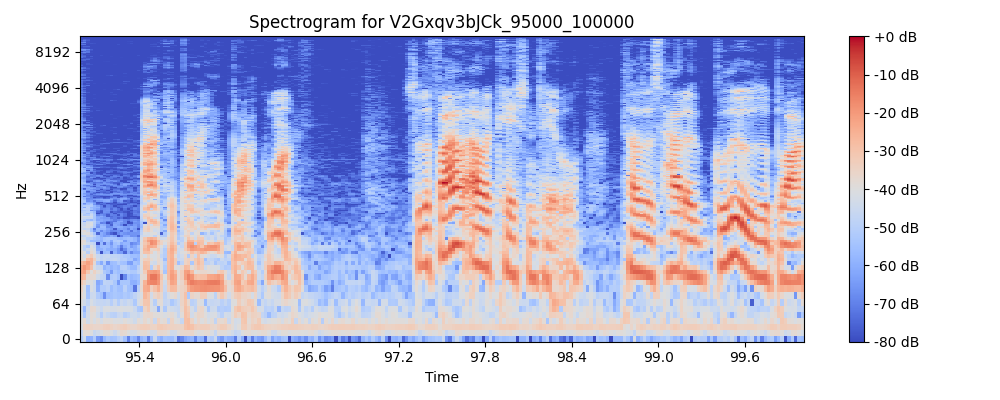 Spectrogram for V2Gxqv3bJCk_95000_100000
8192
4096
2048
1024
512
256
128
64
0
Hz
95.4 96.0 96.6 97.2 97.8 98.4 99.0 99.6
Time
+0 dB
-10 dB
-20 dB
-30 dB
-40 dB
-50 dB
-60 dB
-70 dB
-80 dB